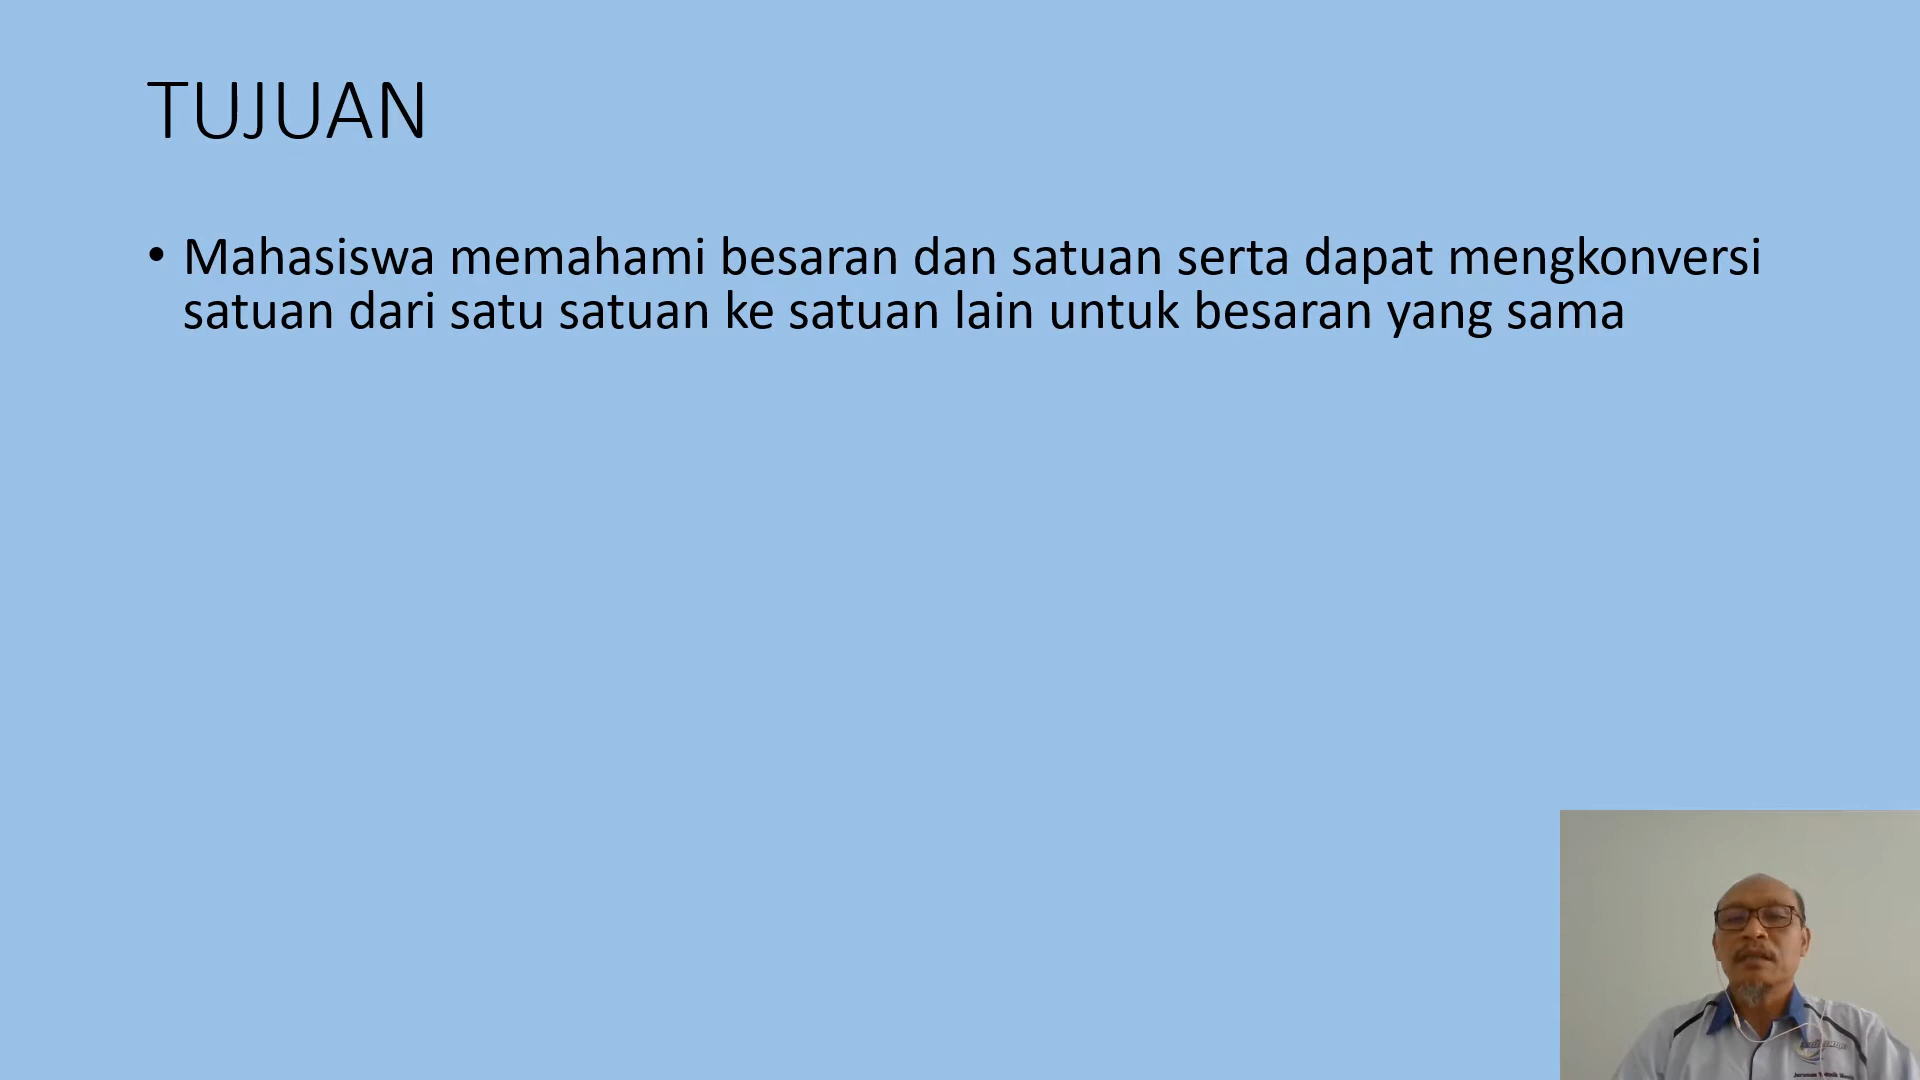 TUJUAN
• Mahasiswa memahami besaran dan satuan serta dapat mengkonversi
satuan dari satu satuan ke satuan lain untuk besaran yang sama